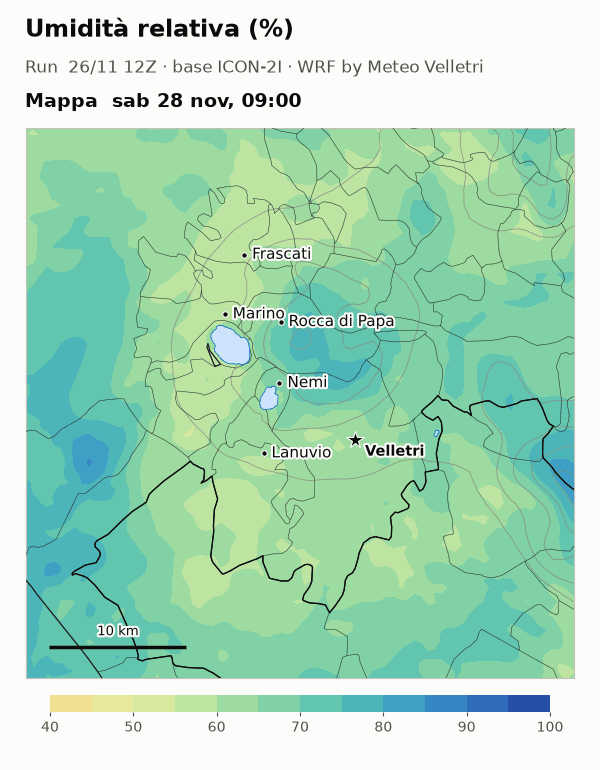 Umidità relativa (%)
Run  26/11 12Z · base ICON-2I · WRF by Meteo Velletri
Mappa  sab 28 nov, 09:00
Frascati
Marino
Rocca di Papa
Nemi
Velletri
Lanuvio
10 km
40 50 60 70 80 90 100